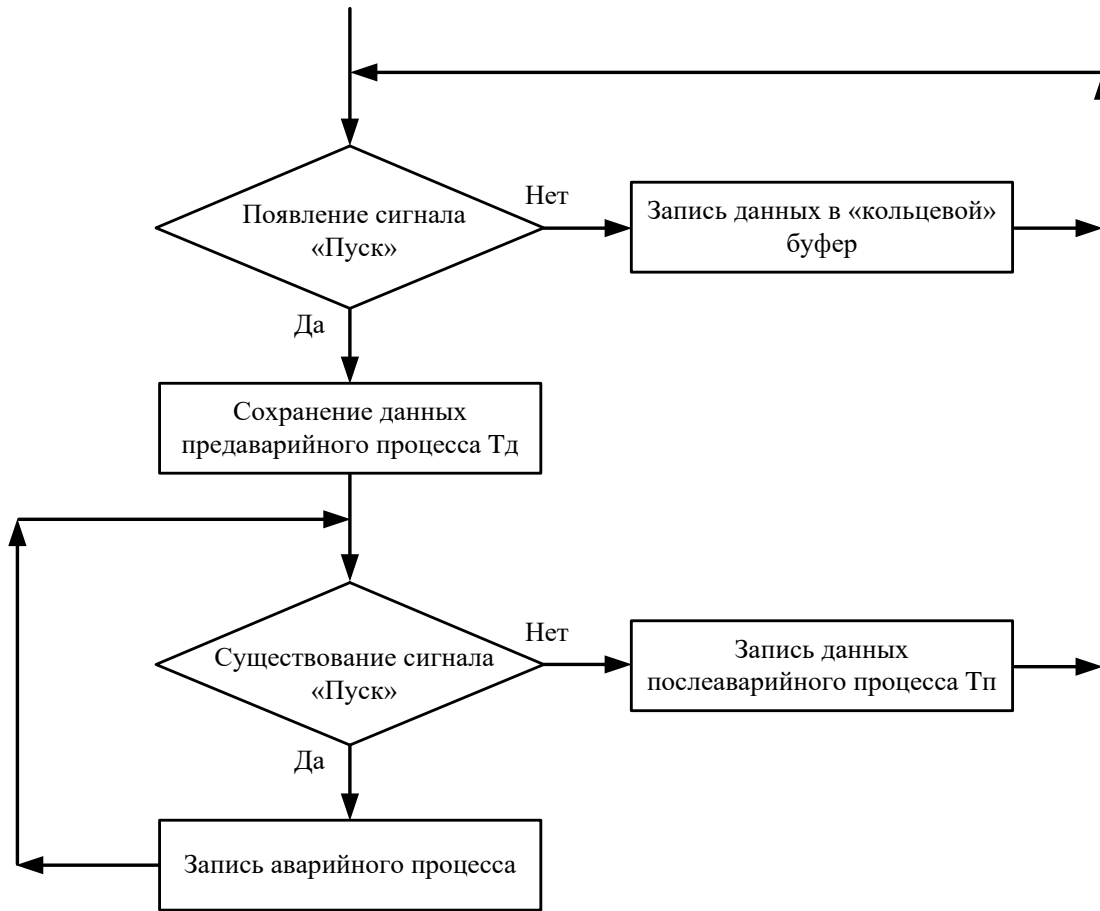 Появление сигнала
«Пуск»
Нет
Запись данных в «кольцевой»
буфер
Да
Сохранение данных
предаварийного процесса Тд
Существование сигнала
«Пуск»
Нет
Запись данных
послеаварийного процесса Тп
Да
Запись аварийного процесса